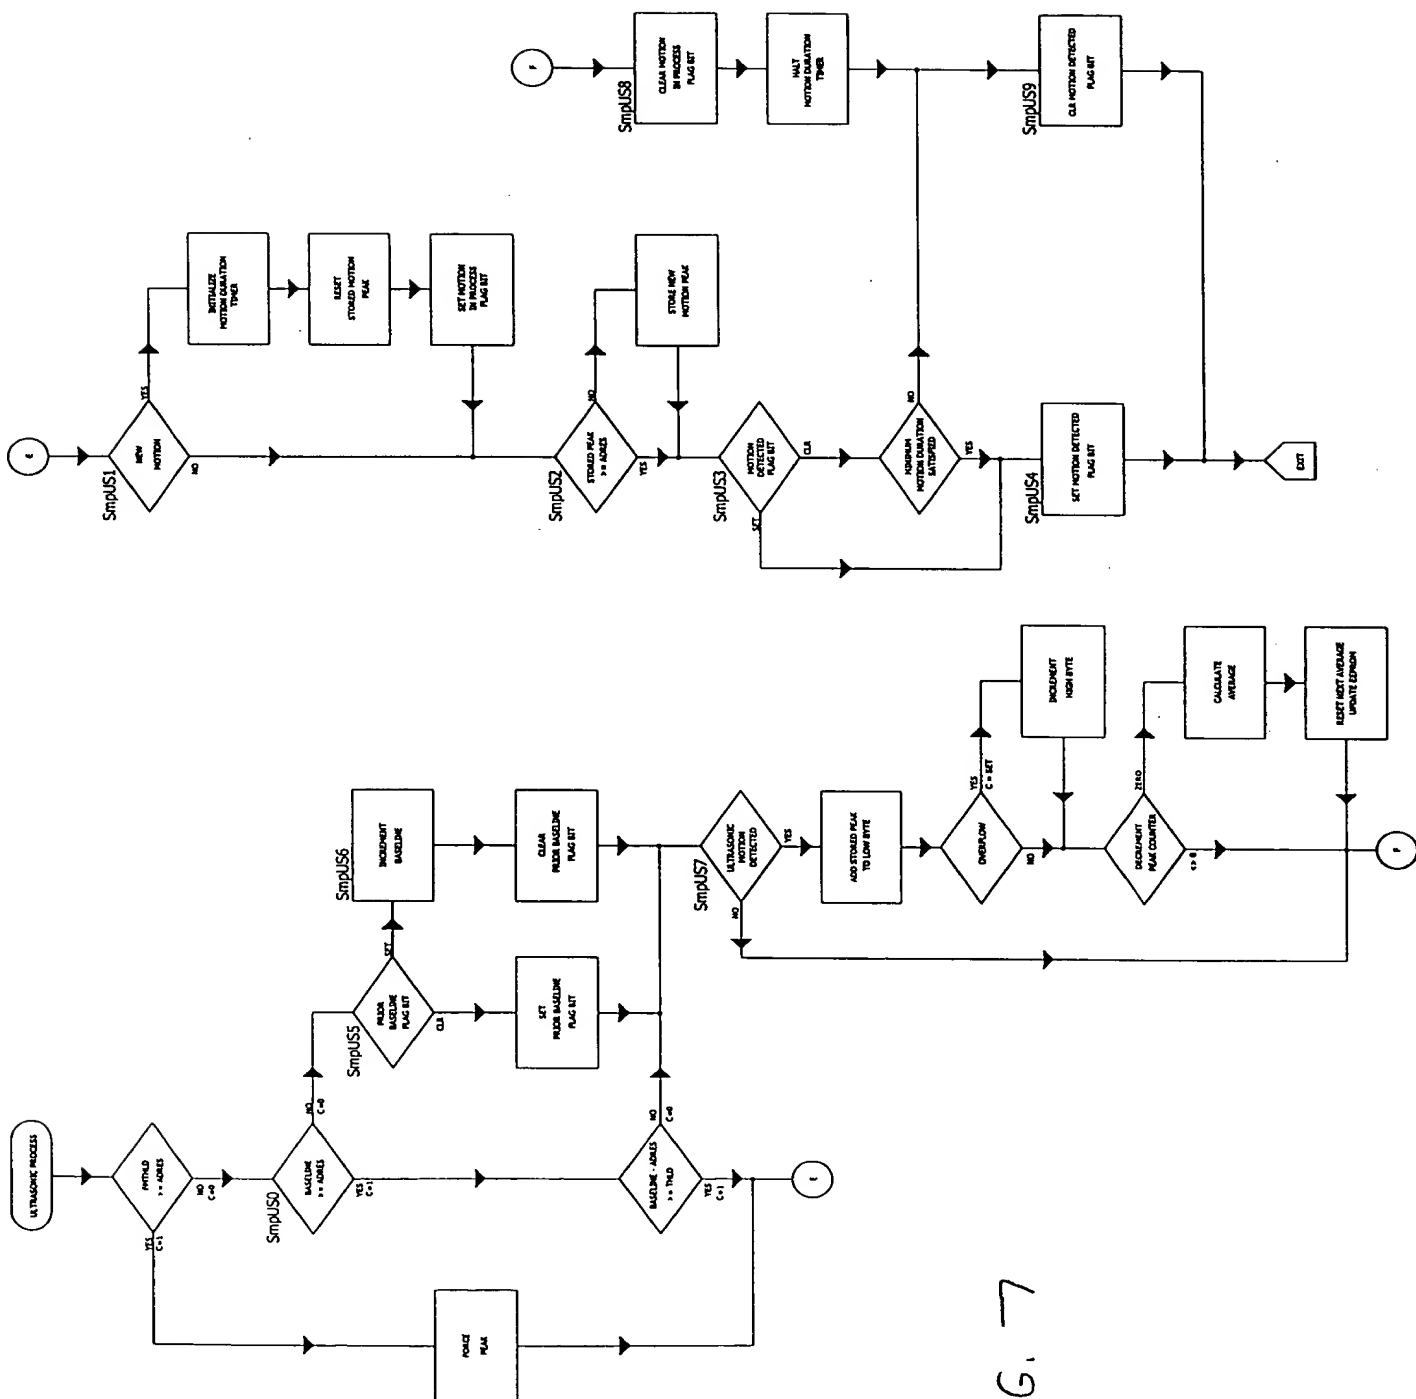 ULTRASONIC PROCESS
>= ADRES
YES
C=1
NO
C=0
FORCE
PEAK
SmpUS0
BASELINE
>= ADRES
NO
C=0
YES
C=1
BASELINE - ADRES
>= THLD
NO
C=0
YES
C=1
E
SmpUS5
PRIOR
BASELINE
FLAG BIT
SET
CLR
SET
PRIOR BASELINE
FLAG BIT
SmpUS6
INCREMENT
BASELINE
CLEAR
PRIOR BASELINE
FLAG BIT
SmpUS7
ULTRASONIC
MOTION
DETECTED
NO
YES
ADD STORED PEAK
TO LOW BYTE
OVERFLOW
YES
C = SET
NO
INCREMENT
HIGH BYTE
DECREMENT
PEAK COUNTER
ZERO
<> 0
CALCULATE
AVERAGE
RESET NEXT AVERAGE
UPDATE EEPROM
F
E
SmpUS1
NEW
MOTION
YES
NO
INITIALIZE
MOTION DURATION
TIMER
RESET
STORED MOTION
PEAK
SET MOTION
IN PROCESS
FLAG BIT
SmpUS2
STORED PEAK
>= ADRES
NO
YES
STORE NEW
MOTION PEAK
SmpUS3
MOTION
DETECTED
FLAG BIT
SET
CLR
MINIMUM
MOTION DURATION
SATISFIED
NO
YES
SmpUS4
SET MOTION DETECTED
FLAG BIT
EXIT
F
SmpUS8
CLEAR MOTION
IN PROCESS
FLAG BIT
HALT
MOTION DURATION
TIMER
SmpUS9
CLR MOTION DETECTED
FLAG BIT
G. 7